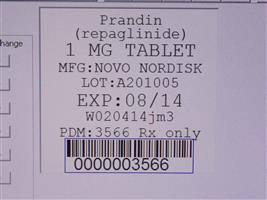 Prandin
(repaglinide)
change
1 MG TABLET
MFG:NOVO NORDISK
LOT:A201005
EXP:08/14
W020414jm3
PDM:3566 Rx only
0000003566